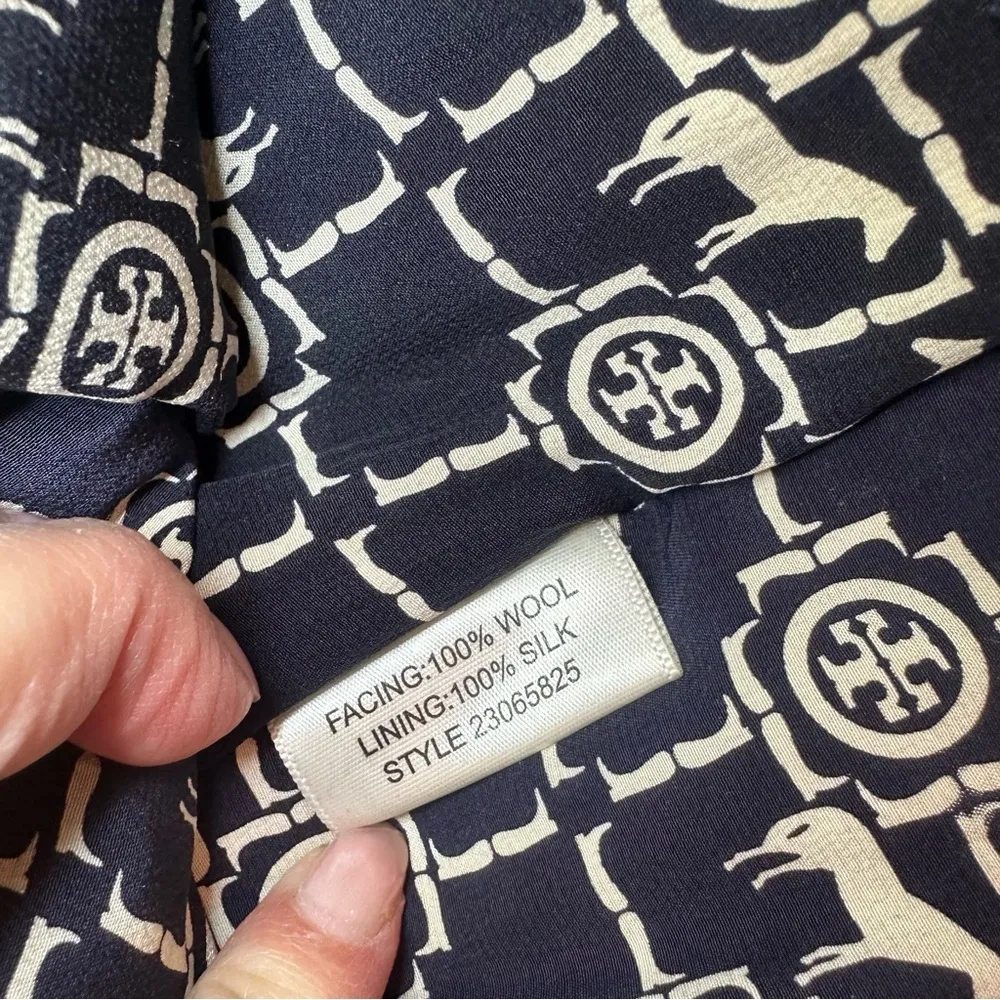 FACING:100% WOOL
LINING:100% SILK
STYLE 23065825